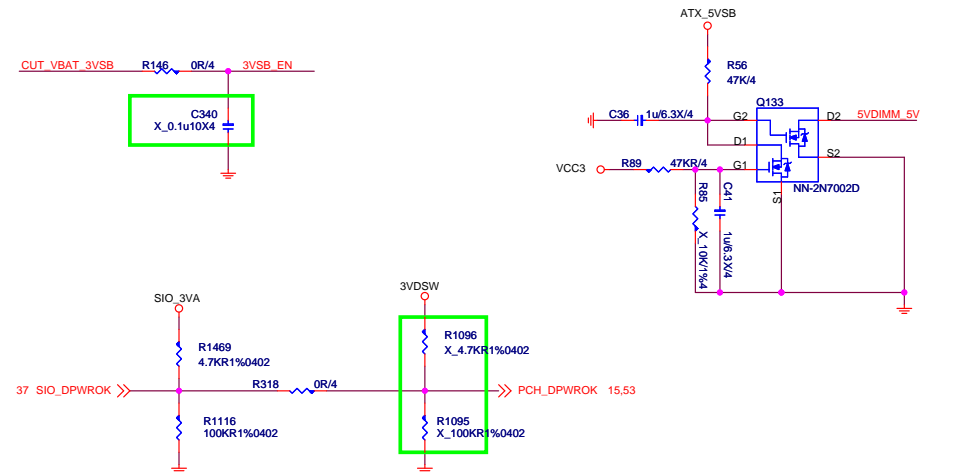 ATX_5VSB
CUT_VBAT_3VSB
R146
0R/4
3VSB_EN
R56
47K/4
C340
X_0.1u10X4
Q133
C36
1u/6.3X/4
G2
D2
5VDIMM_5V
D1
S2
VCC3
R89
47KR/4
G1
NN-2N7002D
S1
R85
X_10K/1%4
C41
1u/6.3X/4
3VDSW
SIO_3VA
R1096
X_4.7KR1%0402
R1469
4.7KR1%0402
37 SIO_DPWROK
R318
0R/4
PCH_DPWROK 15,53
R1116
100KR1%0402
R1095
X_100KR1%0402